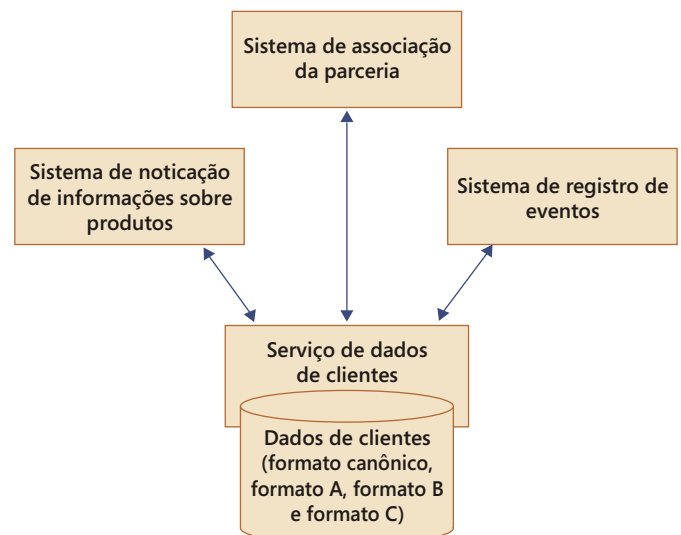 Sistema de associação
da parceria
Sistema de noticação
de informações sobre
produtos
Sistema de registro de
eventos
Serviço de dados
de clientes
Dados de clientes
(formato canônico,
formato A, formato B
e formato C)